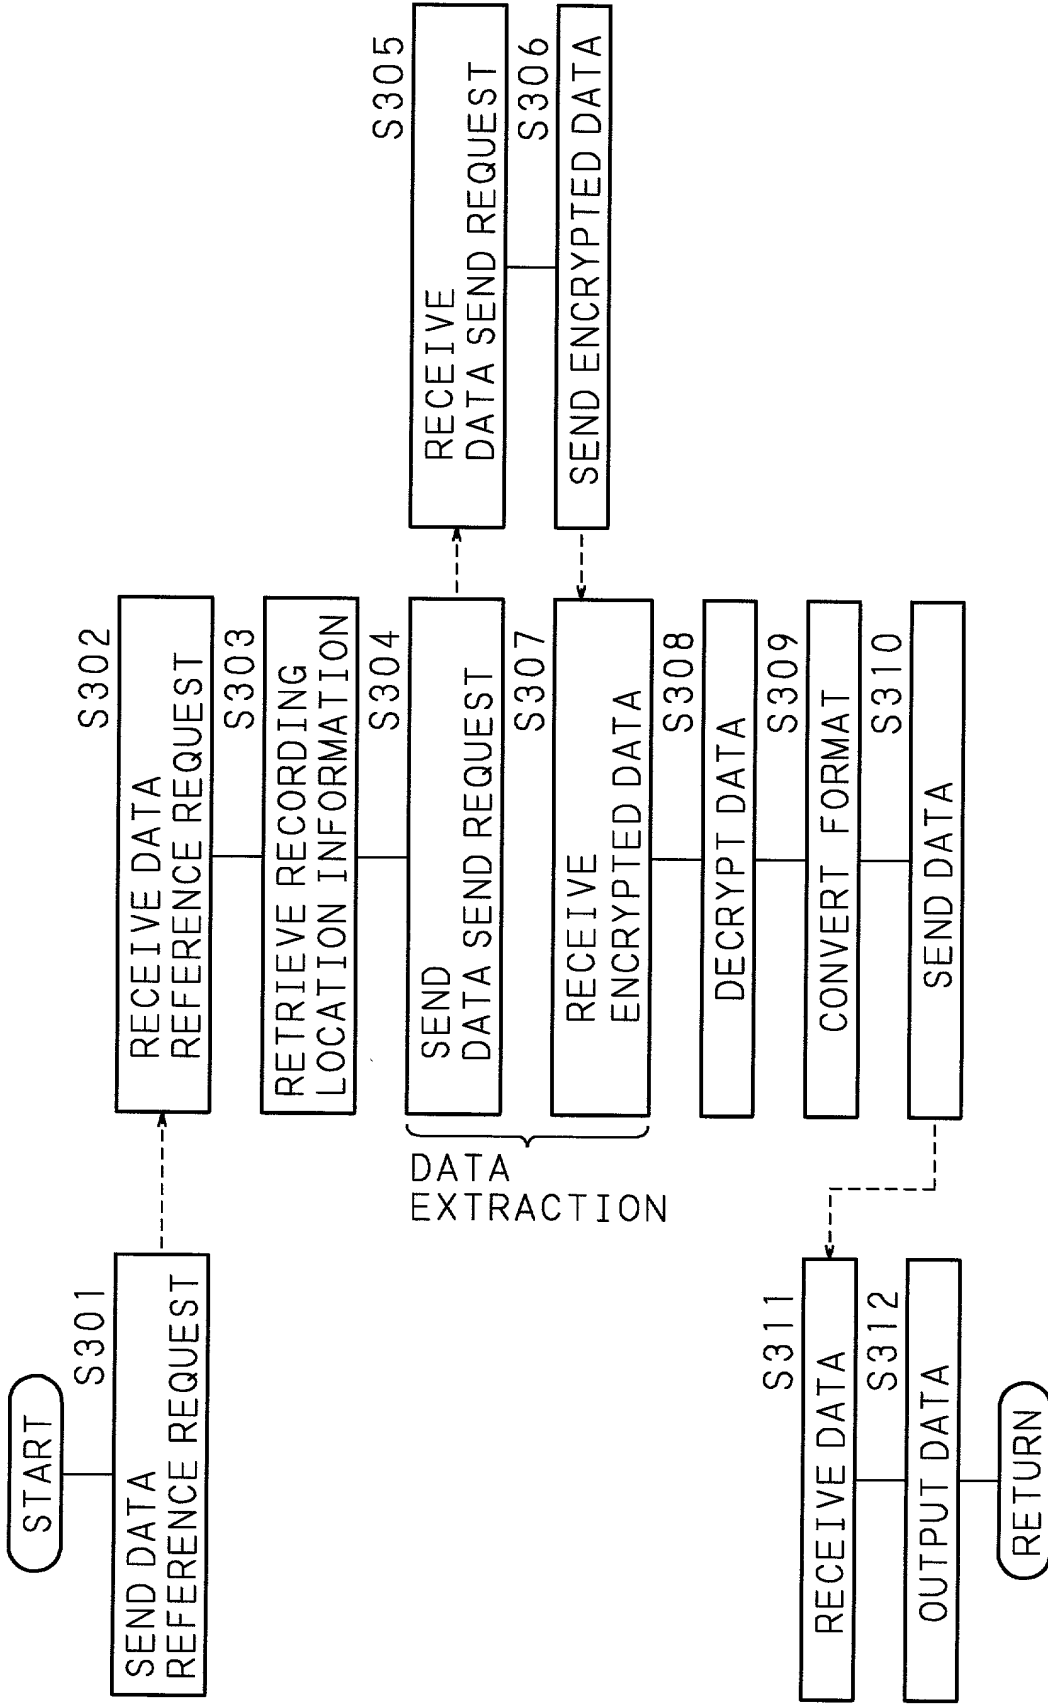 START
S301
SEND DATA
REFERENCE REQUEST
S302
RECEIVE DATA
REFERENCE REQUEST
S303
RETRIEVE RECORDING
LOCATION INFORMATION
S304
SEND
DATA SEND REQUEST
S305
RECEIVE
DATA SEND REQUEST
S306
SEND ENCRYPTED DATA
S307
RECEIVE
ENCRYPTED DATA
DATA
EXTRACTION
S308
DECRYPT DATA
S309
CONVERT FORMAT
S310
SEND DATA
S311
RECEIVE DATA
S312
OUTPUT DATA
RETURN